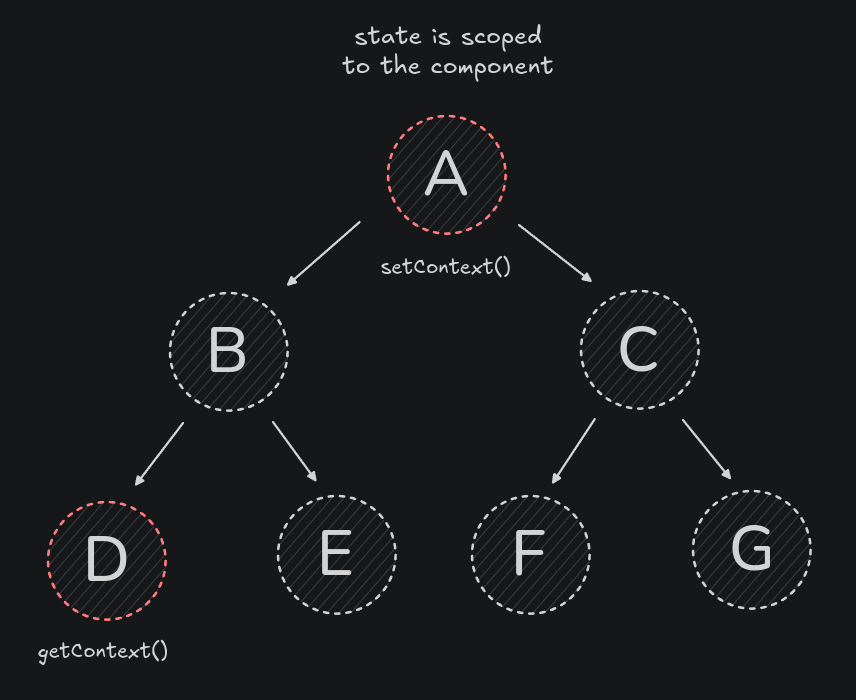 state is scoped
to the component
A
setContext()
B
C
D
E
F
G
getContext()